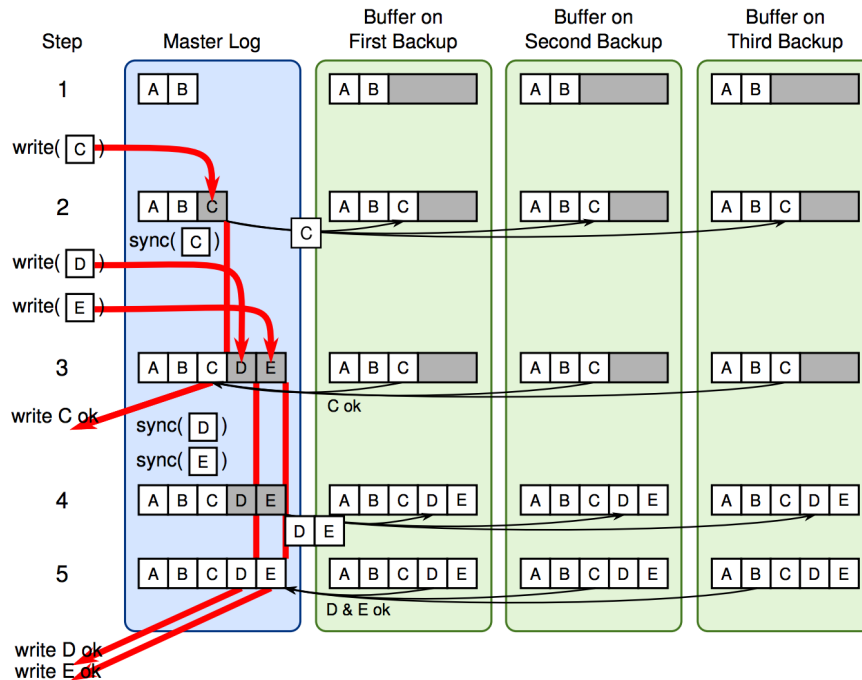 Step
Master Log
Buffer on
First Backup
Buffer on
Second Backup
Buffer on
Third Backup
1
A B
A B
A B
A B
write( C )
2
A B C
A B C
A B C
A B C
sync( C )
C
write( D )
write( E )
3
A B C D E
A B C
A B C
A B C
C ok
write C ok
sync( D )
sync( E )
4
A B C D E
A B C D E
A B C D E
A B C D E
D E
5
A B C D E
A B C D E
A B C D E
A B C D E
D & E ok
write D ok
write E ok